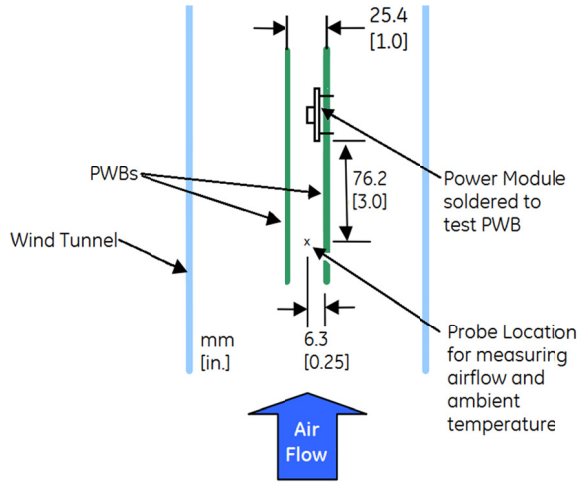 25.4
[1.0]
76.2
[3.0]
PWBs
Power Module
soldered to
test PWB
Wind Tunnel
x
mm
[in.]
6.3
[0.25]
Probe Location
for measuring
airflow and
ambient
temperature
Air
Flow